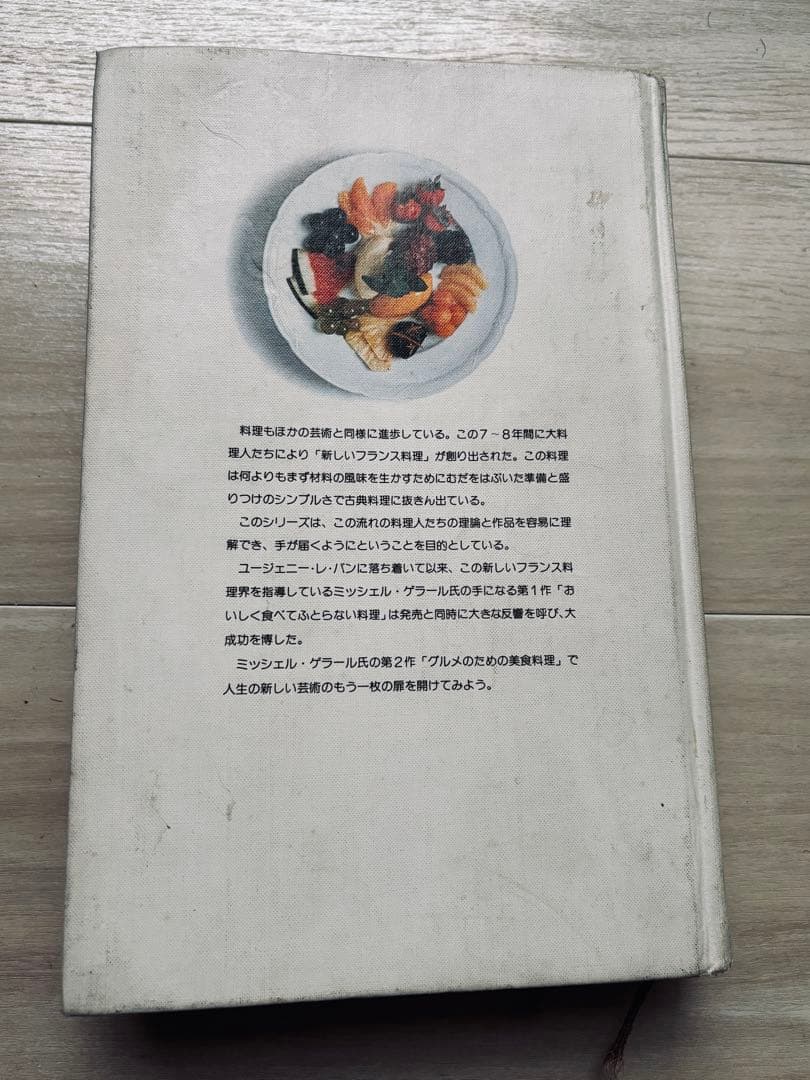 料理もほかの芸術と同様に進歩している。この7～8年間に大料
理人たちにより「新しいフランス料理」が創り出された。この料理
は何よりもまず材料の風味を生かすためにむだをはぶいた準備と盛
りつけのシンプルさで古典料理に抜きん出ている。
このシリーズは、この流れの料理人たちの理論と作品を容易に理
解でき、手が届くようにということを目的としている。
ユージェニー・レ・バンに落ち着いて以来、この新しいフランス料
理界を指導しているミッシェル・ゲラール氏の手になる第1作「お
いしく食べてふとらない料理」は発売と同時に大きな反響を呼び、大
成功を博した。
ミッシェル・ゲラール氏の第2作「グルメのための美食料理」で
人生の新しい芸術のもう一枚の扉を開けてみよう。